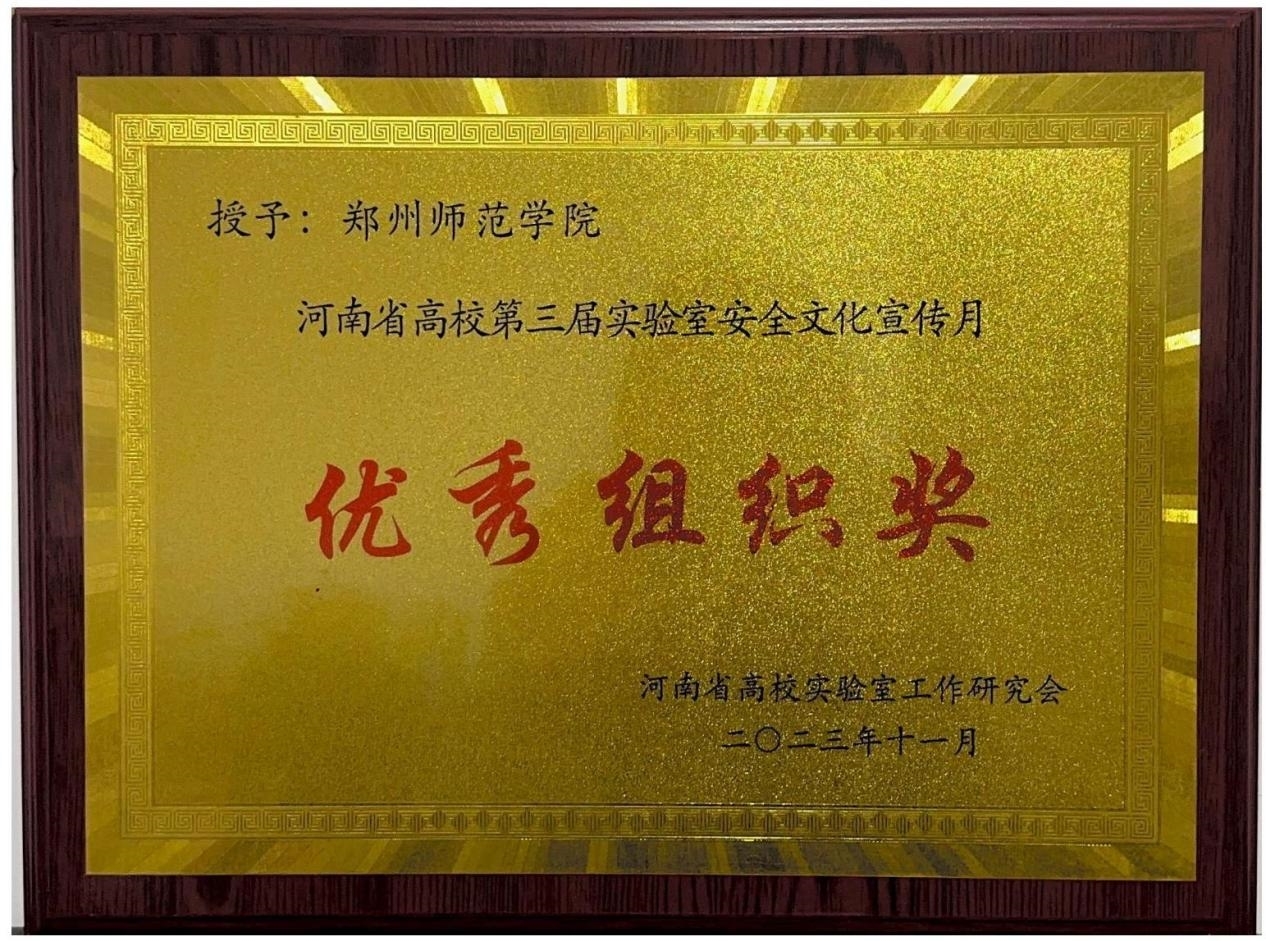 授予：郑州师范学院
河南省高校第三届实验室安全文化宣传月
优秀组织奖
河南省高校实验室工作研究会
二〇二三年十一月